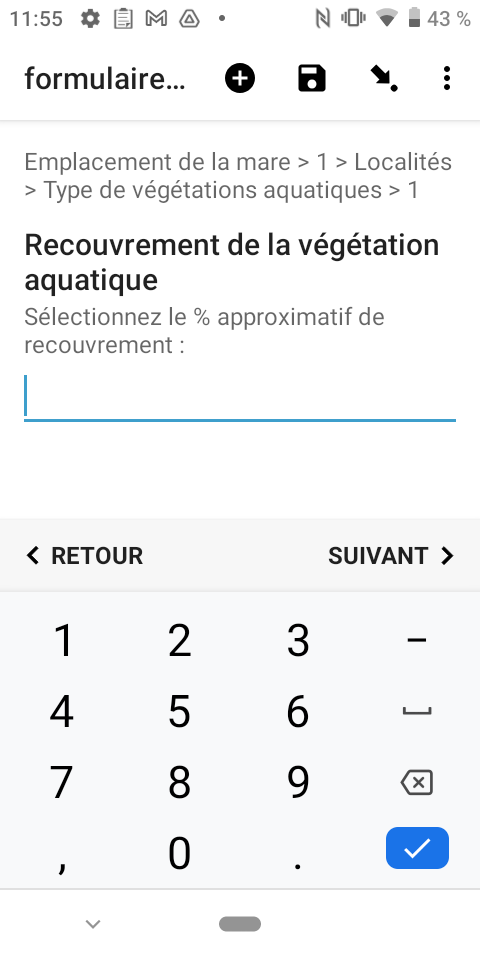 11:55 43 %
formulaire...
Emplacement de la mare > 1 > Localités
> Type de végétations aquatiques > 1
Recouvrement de la végétation
aquatique
Sélectionnez le % approximatif de
recouvrement :
RETOUR SUIVANT
1 2 3 -
4 5 6
7 8 9
, 0 .